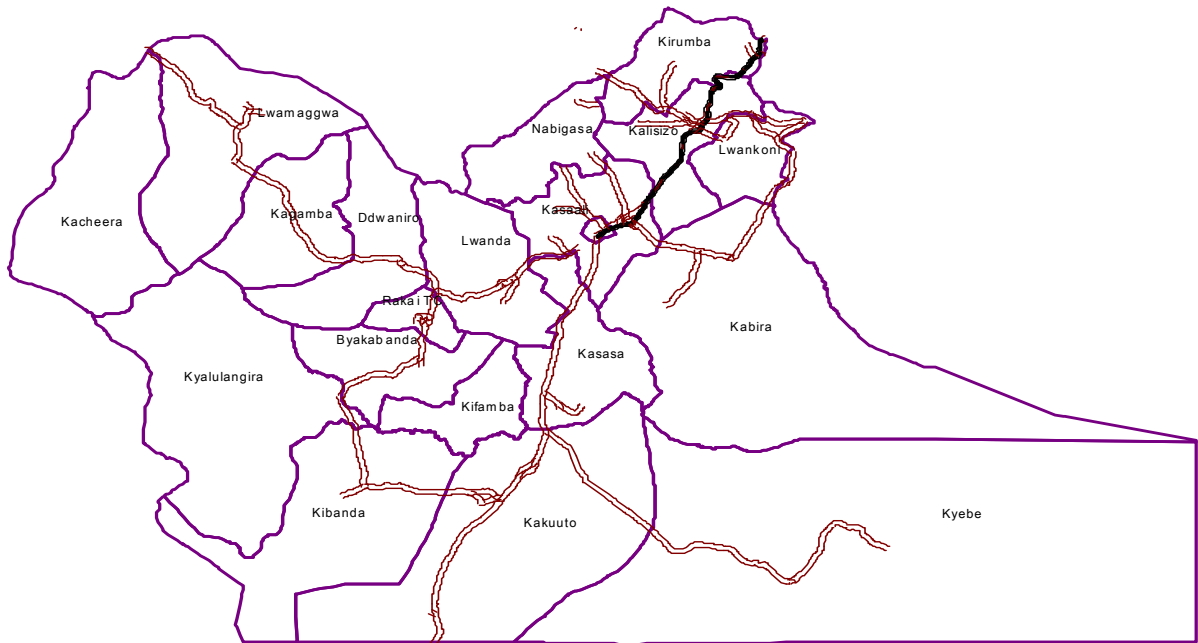 Kirumba
Lwamaggwa
Nabigasa
Kalisizo
Lwankoni
Kacheera
Kagamba
Ddwaniro
Kasaali
Lwanda
Rakai TC
Kabira
Byakabanda
Kasasa
Kyalulangira
Kifamba
Kibanda
Kakuuto
Kyebe